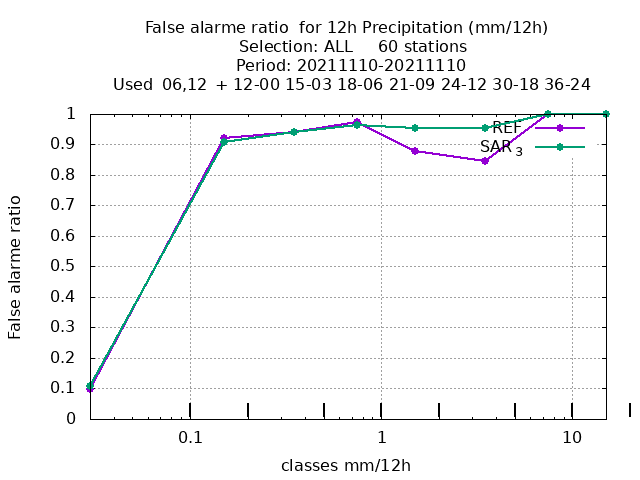 False alarme ratio  for 12h Precipitation (mm/12h)
Selection: ALL     60 stations
Period: 20211110-20211110
Used  06,12  + 12-00 15-03 18-06 21-09 24-12 30-18 36-24
1
0.9
0.8
0.7
0.6
0.5
0.4
0.3
0.2
0.1
0
False alarme ratio
REF
SAR3
0.1
1
10
classes mm/12h